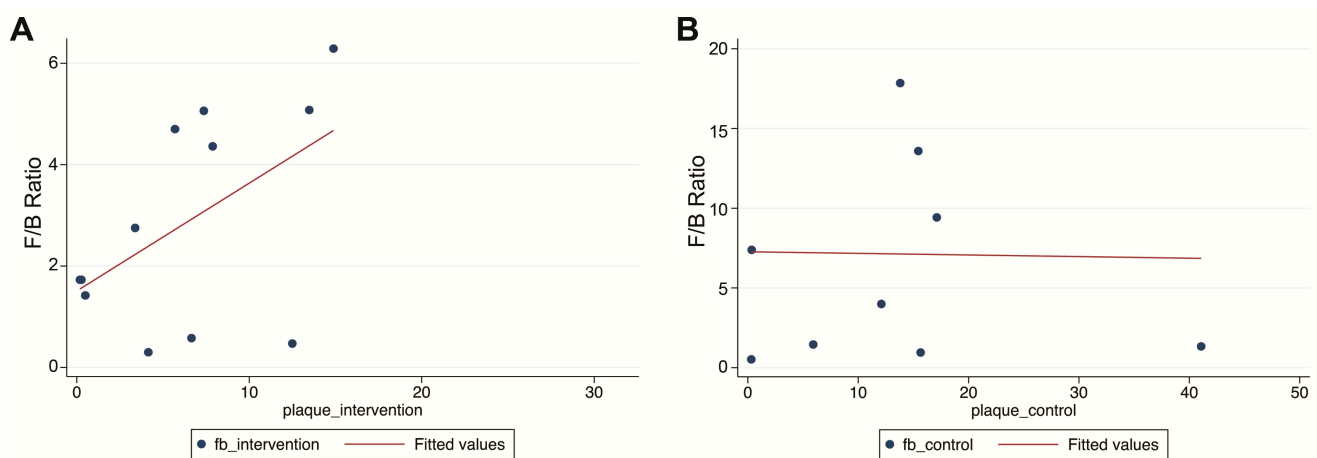 A
F/B Ratio
6
4
2
0
0 10 20 30
plaque_intervention
fb_intervention Fitted values
B
F/B Ratio
20
15
10
5
0
0 10 20 30 40 50
plaque_control
fb_control Fitted values